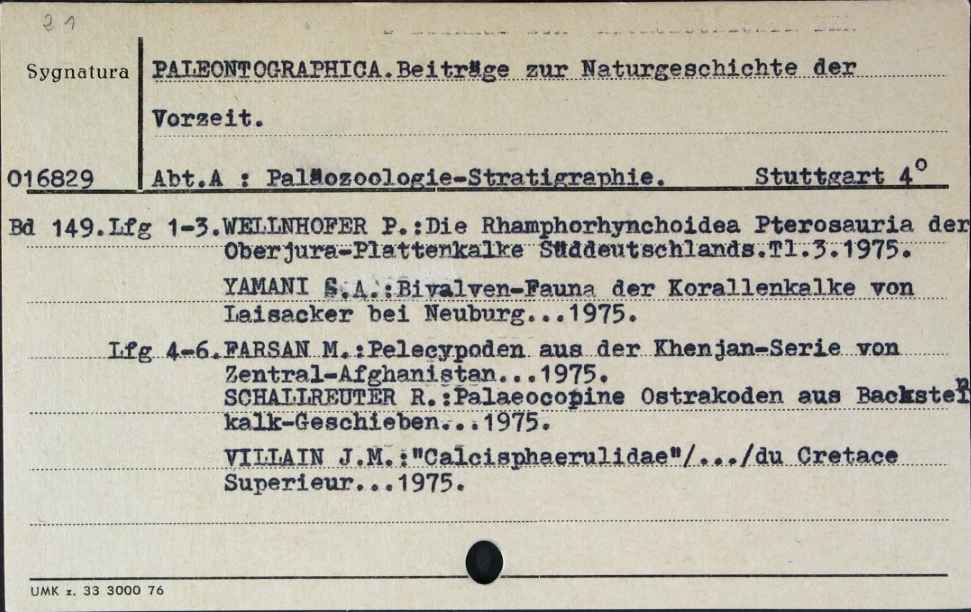 21
Sygnatura
PALEONTOGRAPHICA.Beiträge zur Naturgeschichte der
Vorzeit.
016829
Abt.A : Paläozoologie-Stratigraphie. Stuttgart 4°
Bd 149.Lfg 1-3.WELLNHOFER P.:Die Rhamphorhynchoidea Pterosauria der
Oberjura-Plattenkalke Süddeutschlands.Tl.3.1975.
YAMANI S.A.:Bivalven-Fauna der Korallenkalke von
Laisacker bei Neuburg...1975.
Lfg 4-6.FARSAN M.:Pelecypoden aus der Khenjan-Serie von
Zentral-Afghanistan...1975.
SCHALLREUTER R.:Palaeocopine Ostrakoden aus Backstein
kalk-Geschieben...1975.
VILLAIN J.M.:"Calcisphaerulidae"/.../du Cretace
Superieur...1975.
UMK z. 33 3000 76